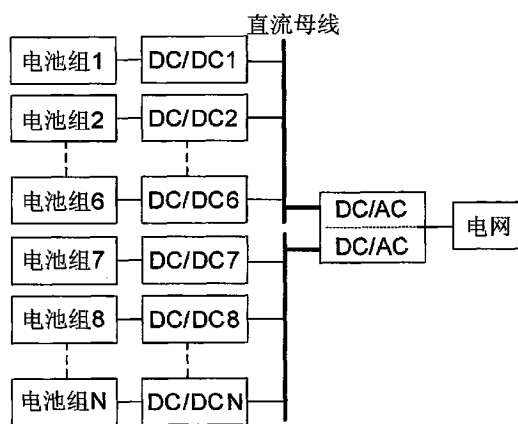 直流母线
电池组1 DC/DC1
电池组2 DC/DC2
电池组6 DC/DC6
DC/AC
电网
DC/AC
电池组7 DC/DC7
电池组8 DC/DC8
电池组N DC/DCN